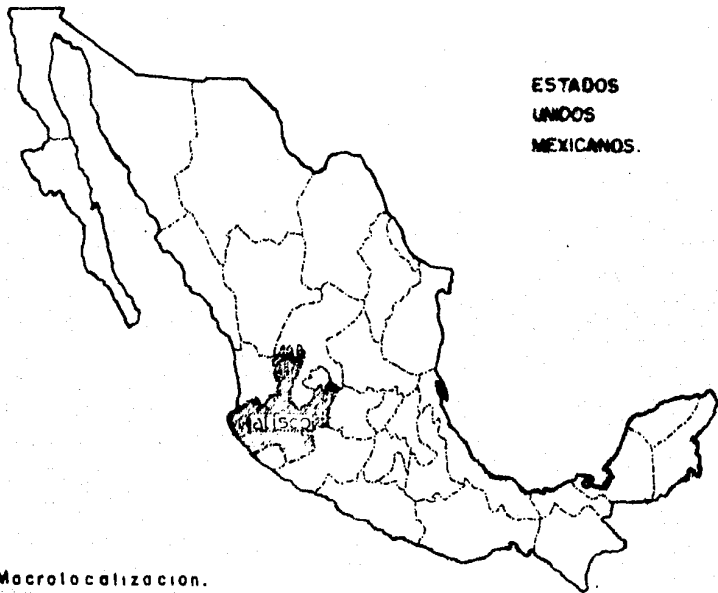 ESTADOS
UNIDOS
MEXICANOS.
Jalisco
Macrolocalizacion.